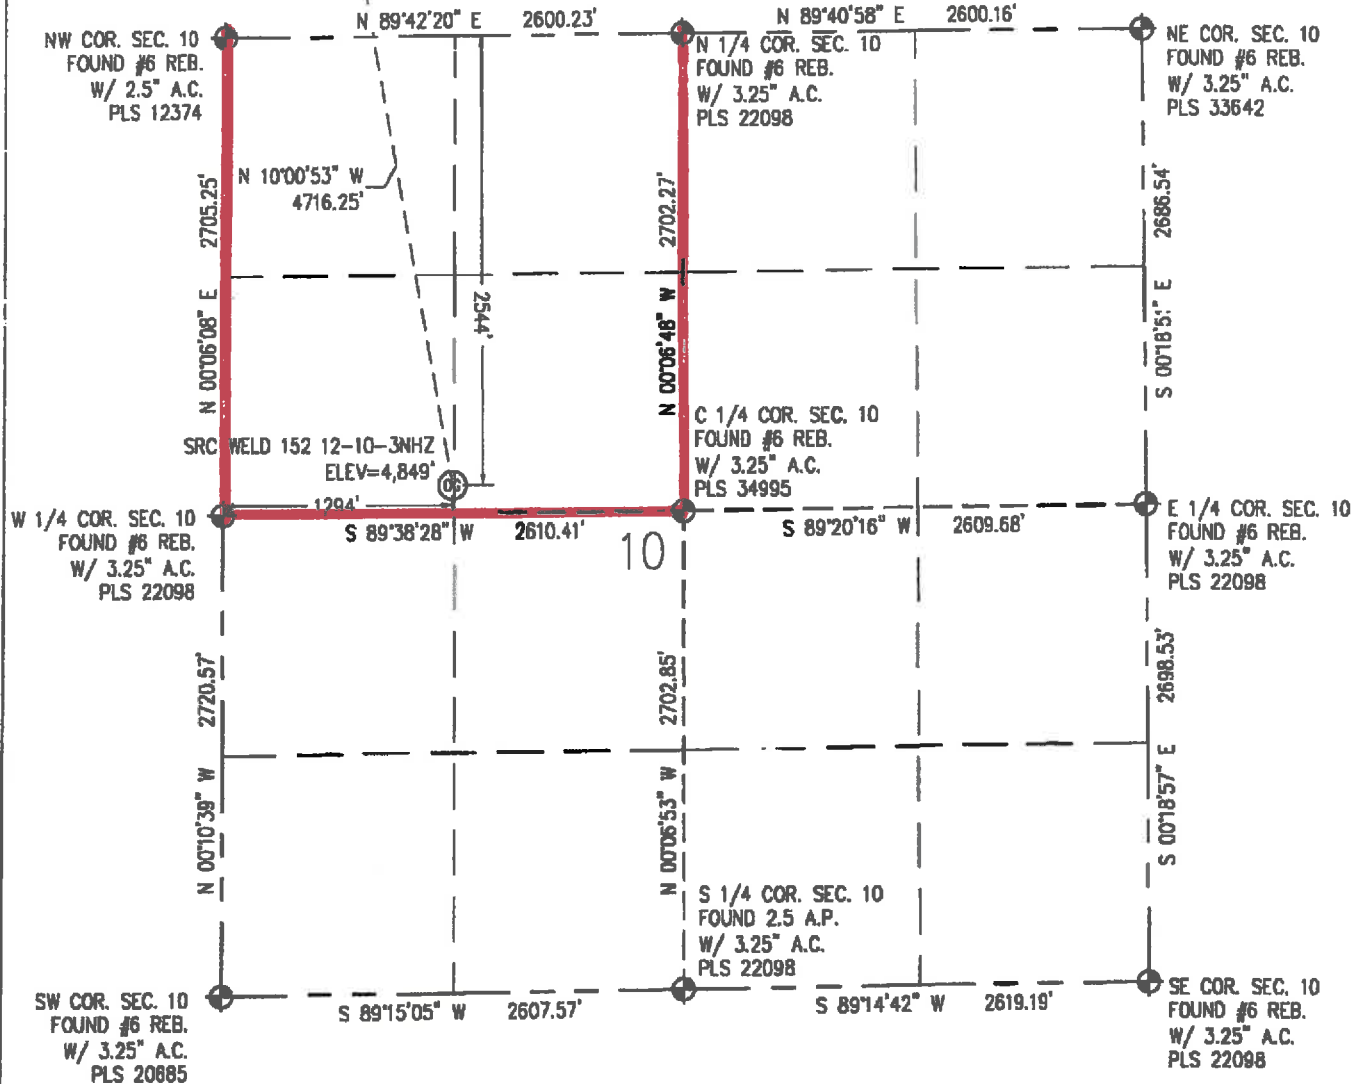 N 89°42'20" E 2600.23'
N 89°40'58" E 2600.16'
NW COR. SEC. 10
FOUND #6 REB.
W/ 2.5" A.C.
PLS 12374
N 1/4 COR. SEC. 10
FOUND #6 REB.
W/ 3.25" A.C.
PLS 22098
NE COR. SEC. 10
FOUND #6 REB.
W/ 3.25" A.C.
PLS 33642
N 10°00'53" W
4716.25'
N 00°06'08" E 2705.25'
2544'
N 00°06'48" W 2702.27'
S 00°18'51" E 2686.54'
SRC WELD 152 12-10-3NHZ
ELEV=4,849'
OG
1294'
C 1/4 COR. SEC. 10
FOUND #6 REB.
W/ 3.25" A.C.
PLS 34995
W 1/4 COR. SEC. 10
FOUND #6 REB.
W/ 3.25" A.C.
PLS 22098
S 89°38'28" W 2610.41'
10
S 89°20'16" W 2609.68'
E 1/4 COR. SEC. 10
FOUND #6 REB.
W/ 3.25" A.C.
PLS 22098
N 00°10'39" W 2720.57'
N 00°06'53" W 2702.85'
S 00°18'57" E 2698.53'
S 1/4 COR. SEC. 10
FOUND 2.5 A.P.
W/ 3.25" A.C.
PLS 22098
SW COR. SEC. 10
FOUND #6 REB.
W/ 3.25" A.C.
PLS 20685
S 89°15'05" W 2607.57'
S 89°14'42" W 2619.19'
SE COR. SEC. 10
FOUND #6 REB.
W/ 3.25" A.C.
PLS 22098